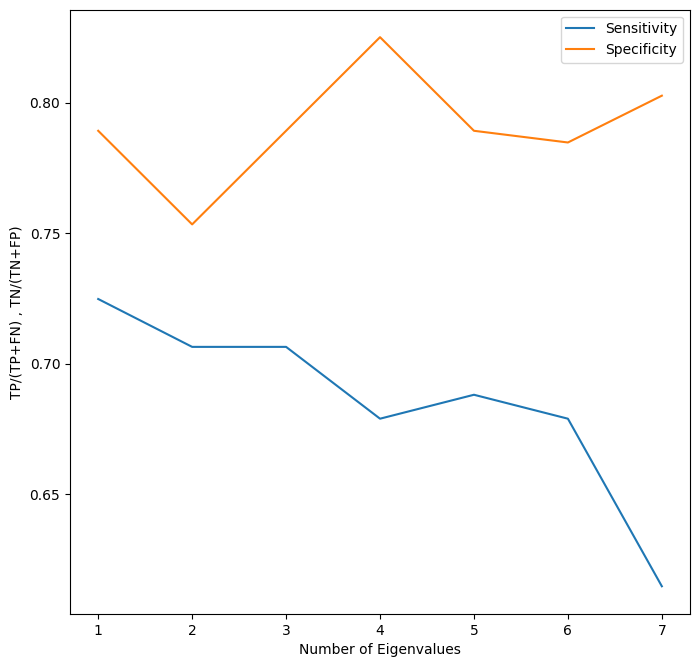 Sensitivity
Specificity
0.80
0.75
0.70
0.65
TP/(TP+FN) , TN/(TN+FP)
1 2 3 4 5 6 7
Number of Eigenvalues